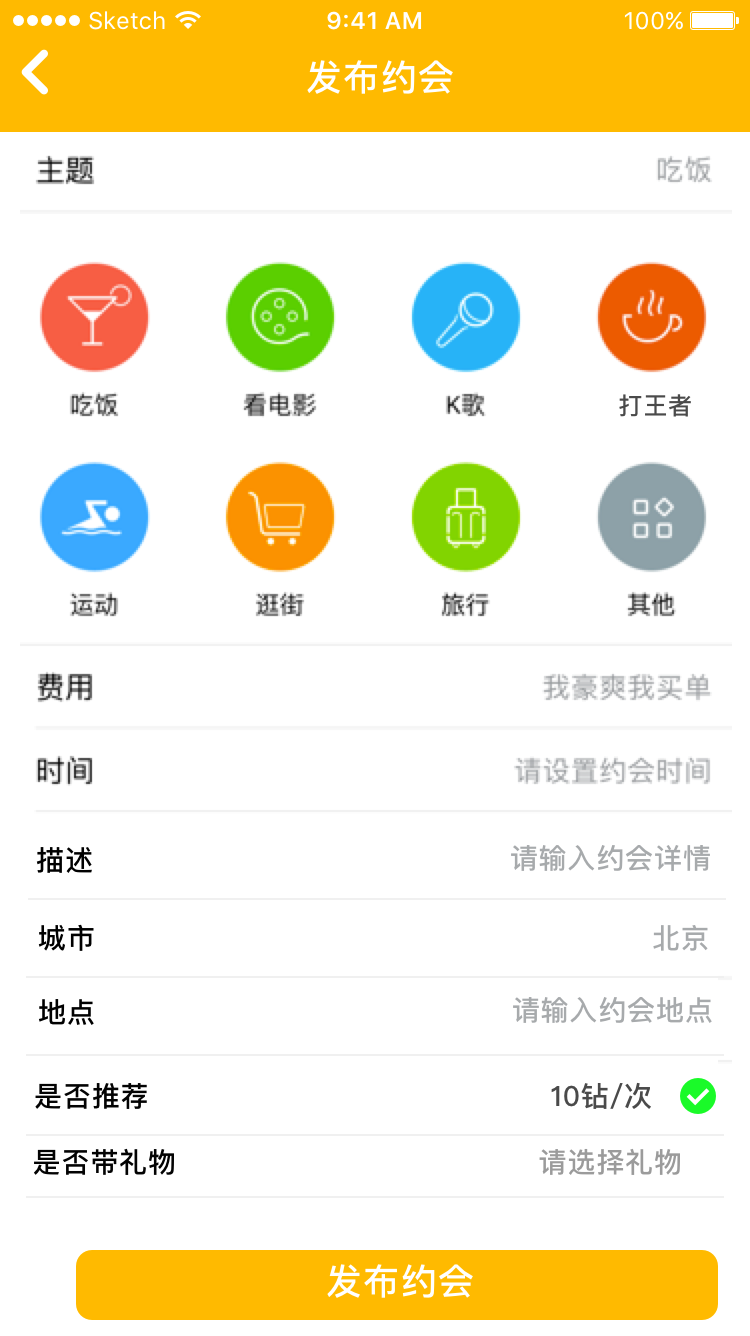 Sketch 9:41 AM 100%
发布约会
主题 吃饭
吃饭 看电影 K歌 打王者
运动 逛街 旅行 其他
费用 我豪爽我买单
时间 请设置约会时间
描述 请输入约会详情
城市 北京
地点 请输入约会地点
是否推荐 10钻/次
是否带礼物 请选择礼物
发布约会